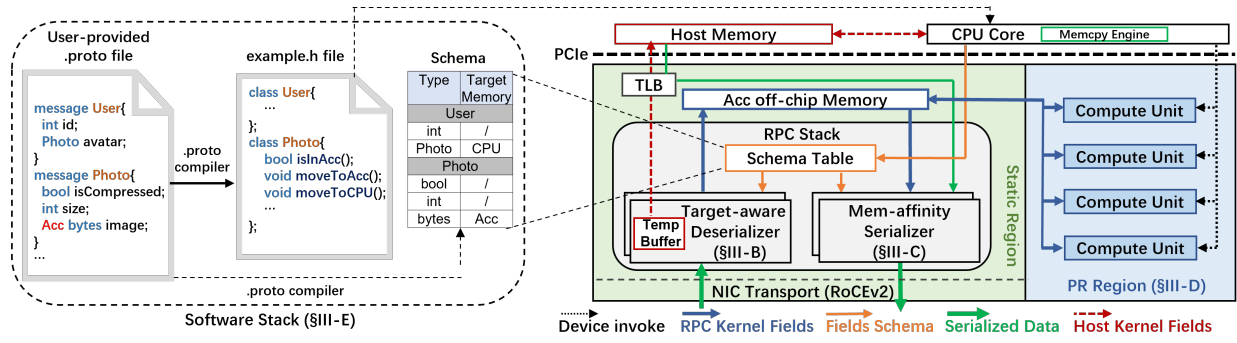 User-provided
.proto file
message User{
int id;
Photo avatar;
}
message Photo{
bool isCompressed;
int size;
Acc bytes image;
}
...
.proto
compiler
example.h file
class User{
...
};
class Photo{
bool isInAcc();
void moveToAcc();
void moveToCPU();
...
};
Schema
Type Target Memory
User
int /
Photo CPU
Photo
bool /
int /
bytes Acc
.proto compiler
Software Stack (§III-E)
Host Memory
CPU Core
Memcpy Engine
PCIe
TLB
Acc off-chip Memory
RPC Stack
Schema Table
Temp
Buffer
Target-aware
Deserializer
(§III-B)
Mem-affinity
Serializer
(§III-C)
Static Region
NIC Transport (RoCEv2)
Compute Unit
Compute Unit
Compute Unit
Compute Unit
PR Region (§III-D)
Device invoke
RPC Kernel Fields
Fields Schema
Serialized Data
Host Kernel Fields